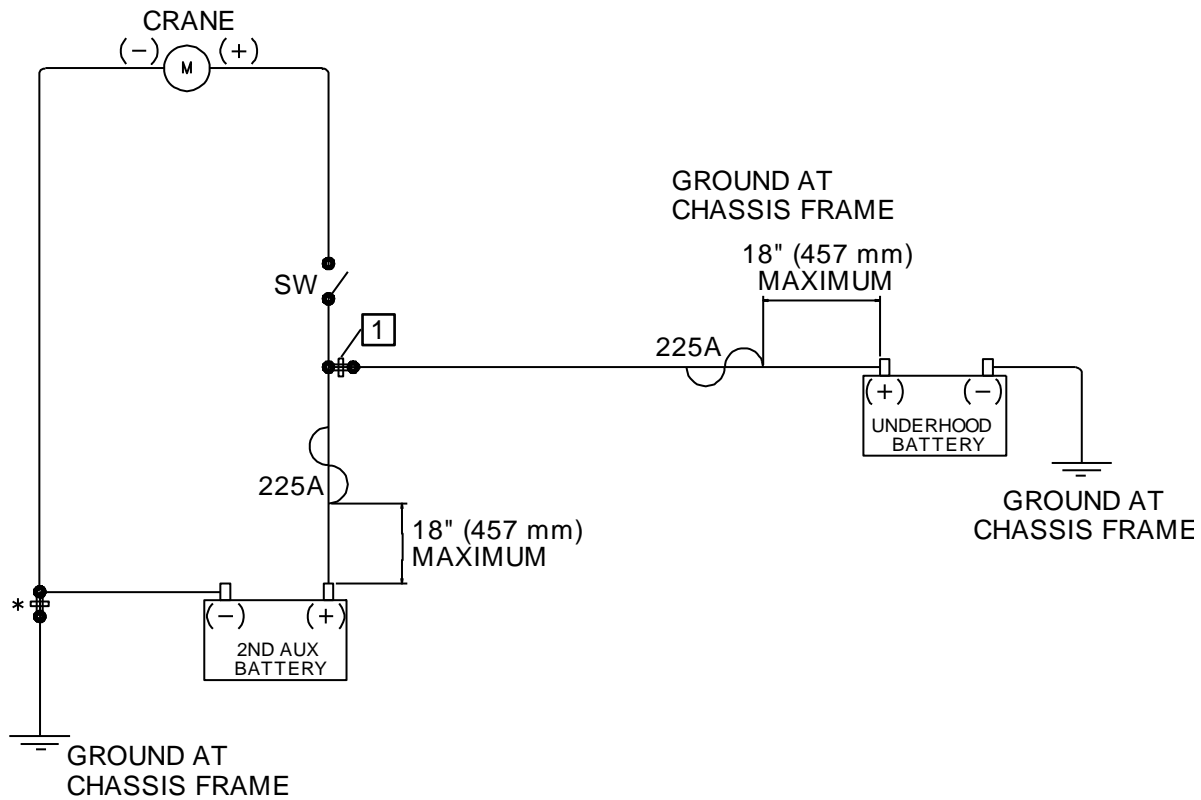 CRANE
(-) M (+)
GROUND AT
CHASSIS FRAME
18" (457 mm)
MAXIMUM
SW
1
225A
225A
(+) (-)
UNDERHOOD
BATTERY
GROUND AT
CHASSIS FRAME
18" (457 mm)
MAXIMUM
*
(-) (+)
2ND AUX
BATTERY
GROUND AT
CHASSIS FRAME